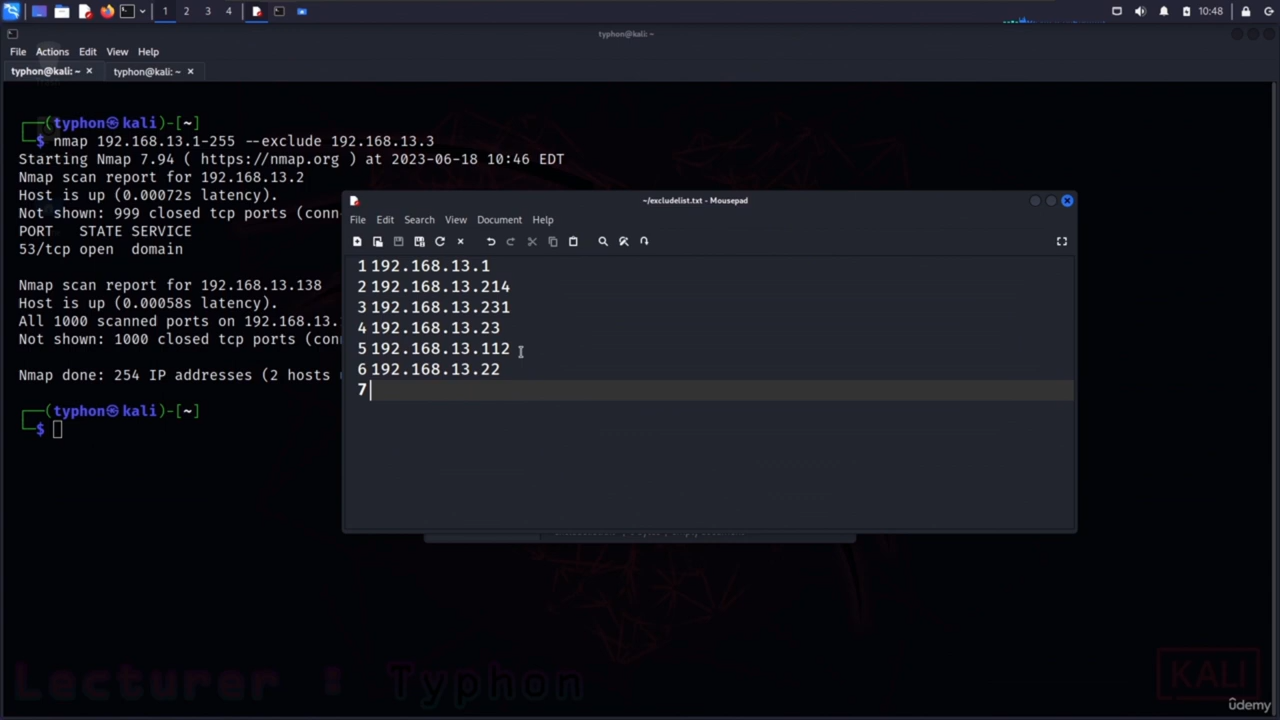 1 2 3 4 10:48
typhon@kali: ~
File Actions Edit View Help
typhon@kali: ~ typhon@kali: ~
(typhon㉿kali)-[~]
$ nmap 192.168.13.1-255 --exclude 192.168.13.3
Starting Nmap 7.94 ( https://nmap.org ) at 2023-06-18 10:46 EDT
Nmap scan report for 192.168.13.2
Host is up (0.00072s latency).
Not shown: 999 closed tcp ports (conn-
PORT STATE SERVICE
53/tcp open domain
Nmap scan report for 192.168.13.138
Host is up (0.00058s latency).
All 1000 scanned ports on 192.168.13.
Not shown: 1000 closed tcp ports (con
Nmap done: 254 IP addresses (2 hosts
(typhon㉿kali)-[~]
$
~/excludelist.txt - Mousepad
File Edit Search View Document Help
1 192.168.13.1
2 192.168.13.214
3 192.168.13.231
4 192.168.13.23
5 192.168.13.112
6 192.168.13.22
7
Lecturer : Typhon
KALI
ûdemy